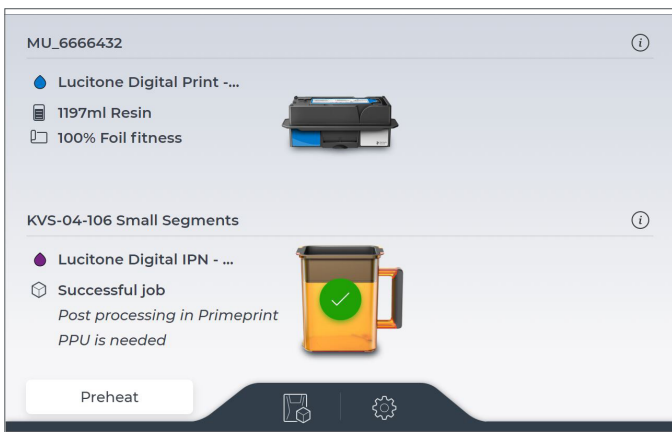 MU_6666432
Lucitone Digital Print -...
1197ml Resin
100% Foil fitness
KVS-04-106 Small Segments
Lucitone Digital IPN - ...
Successful job
Post processing in Primeprint
PPU is needed
Preheat